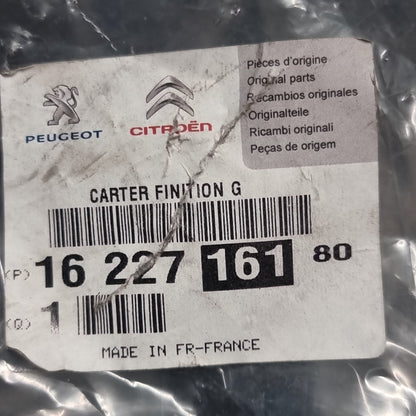 PEUGEOT
CITROËN
Pièces d'origine
Original parts
Recambios originales
Originalteile
Ricambi originali
Peças de origem
CARTER FINITION G
(P) 16 227 161 80
(Q) 1
MADE IN FR-FRANCE